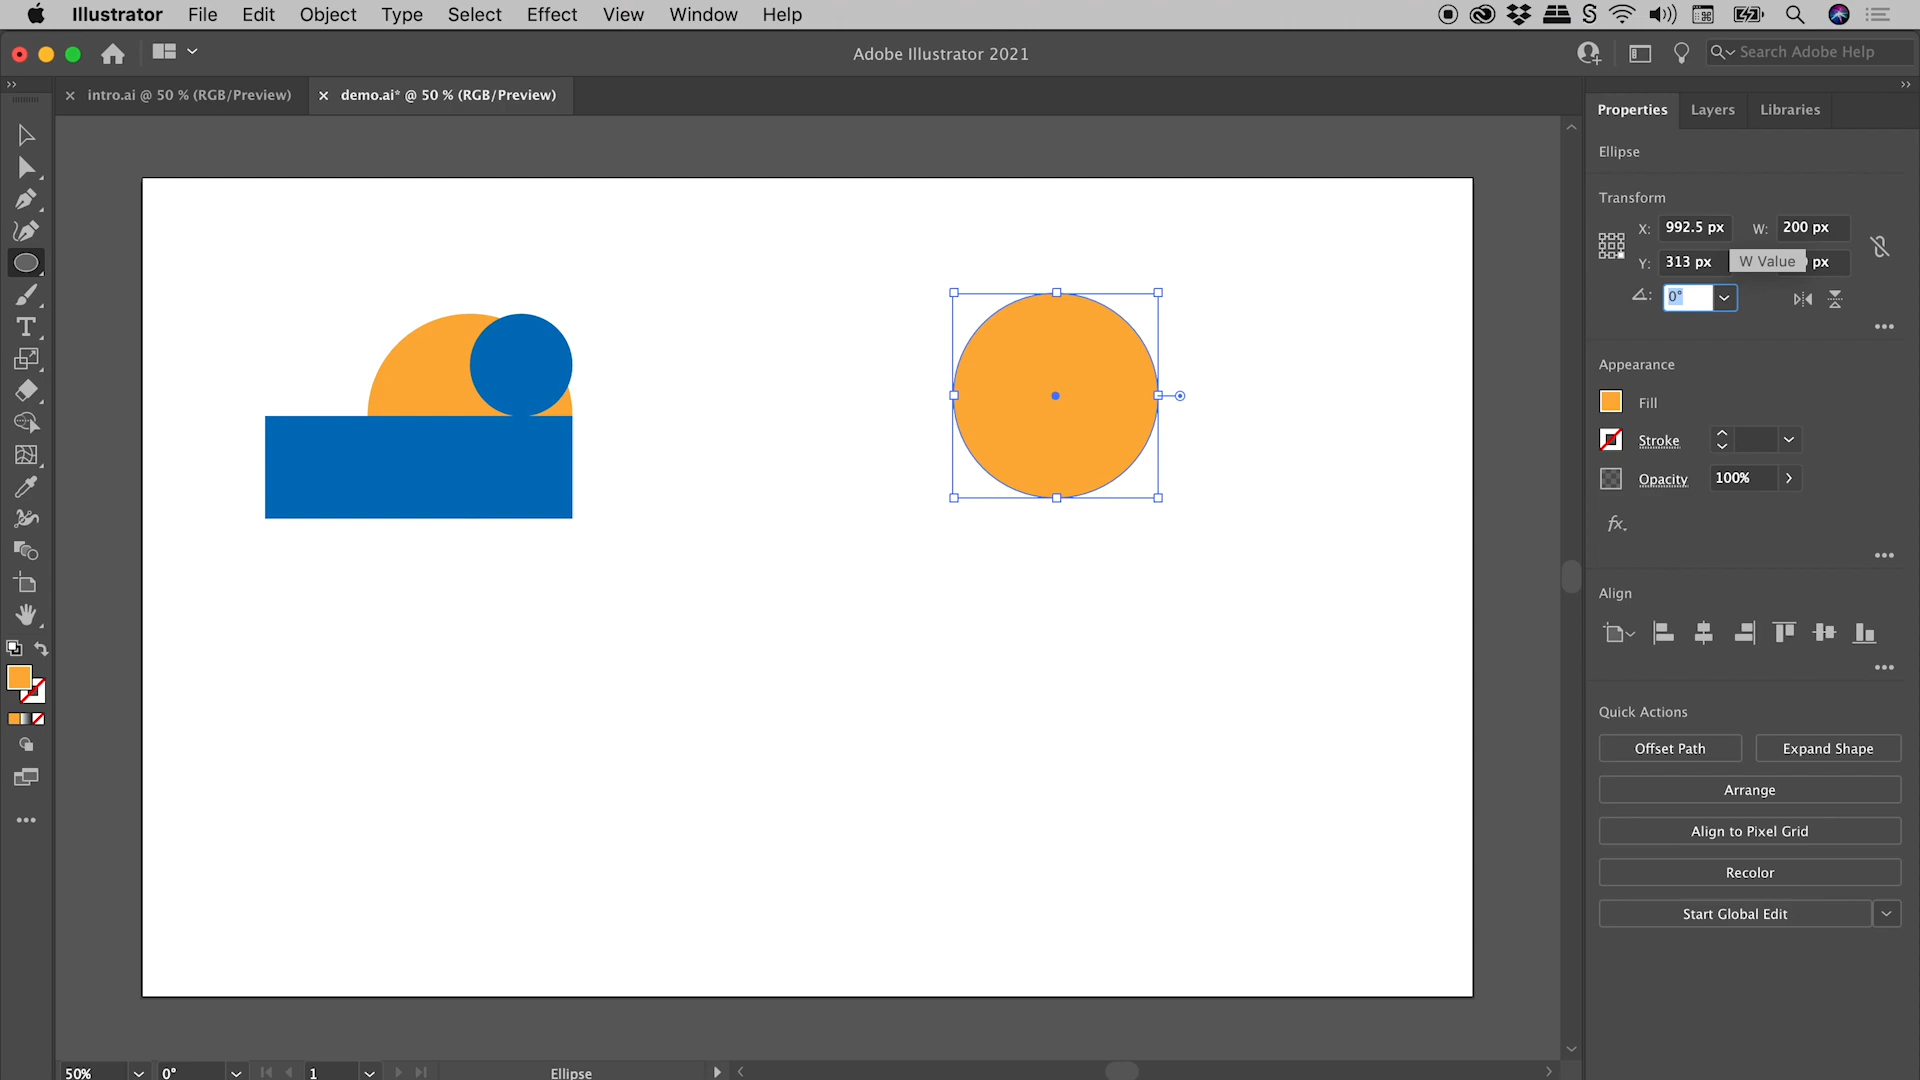 Illustrator File Edit Object Type Select Effect View Window Help
Adobe Illustrator 2021
Search Adobe Help
intro.ai @ 50 % (RGB/Preview)
demo.ai* @ 50 % (RGB/Preview)
Properties Layers Libraries
Ellipse
Transform
X: 992.5 px W: 200 px
Y: 313 px W Value px
0°
Appearance
Fill
Stroke
Opacity 100%
fx.
Align
Quick Actions
Offset Path Expand Shape
Arrange
Align to Pixel Grid
Recolor
Start Global Edit
50% 0° 1 Ellipse